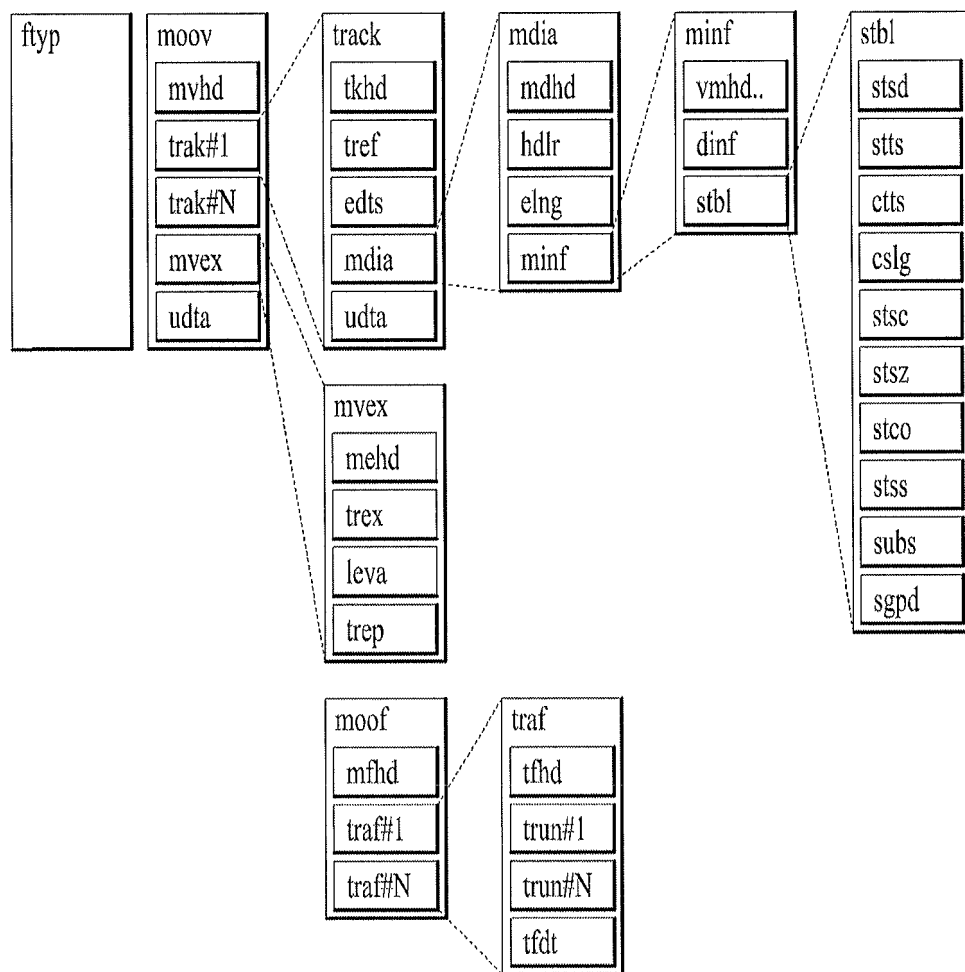 ftyp
moov
mvhd
trak#1
trak#N
mvex
udta
track
tkhd
tref
edts
mdia
udta
mdia
mdhd
hdlr
elng
minf
minf
vmhd..
dinf
stbl
stbl
stsd
stts
ctts
cslg
stsc
stsz
stco
stss
subs
sgpd
mvex
mehd
trex
leva
trep
moof
mfhd
traf#1
traf#N
traf
tfhd
trun#1
trun#N
tfdt